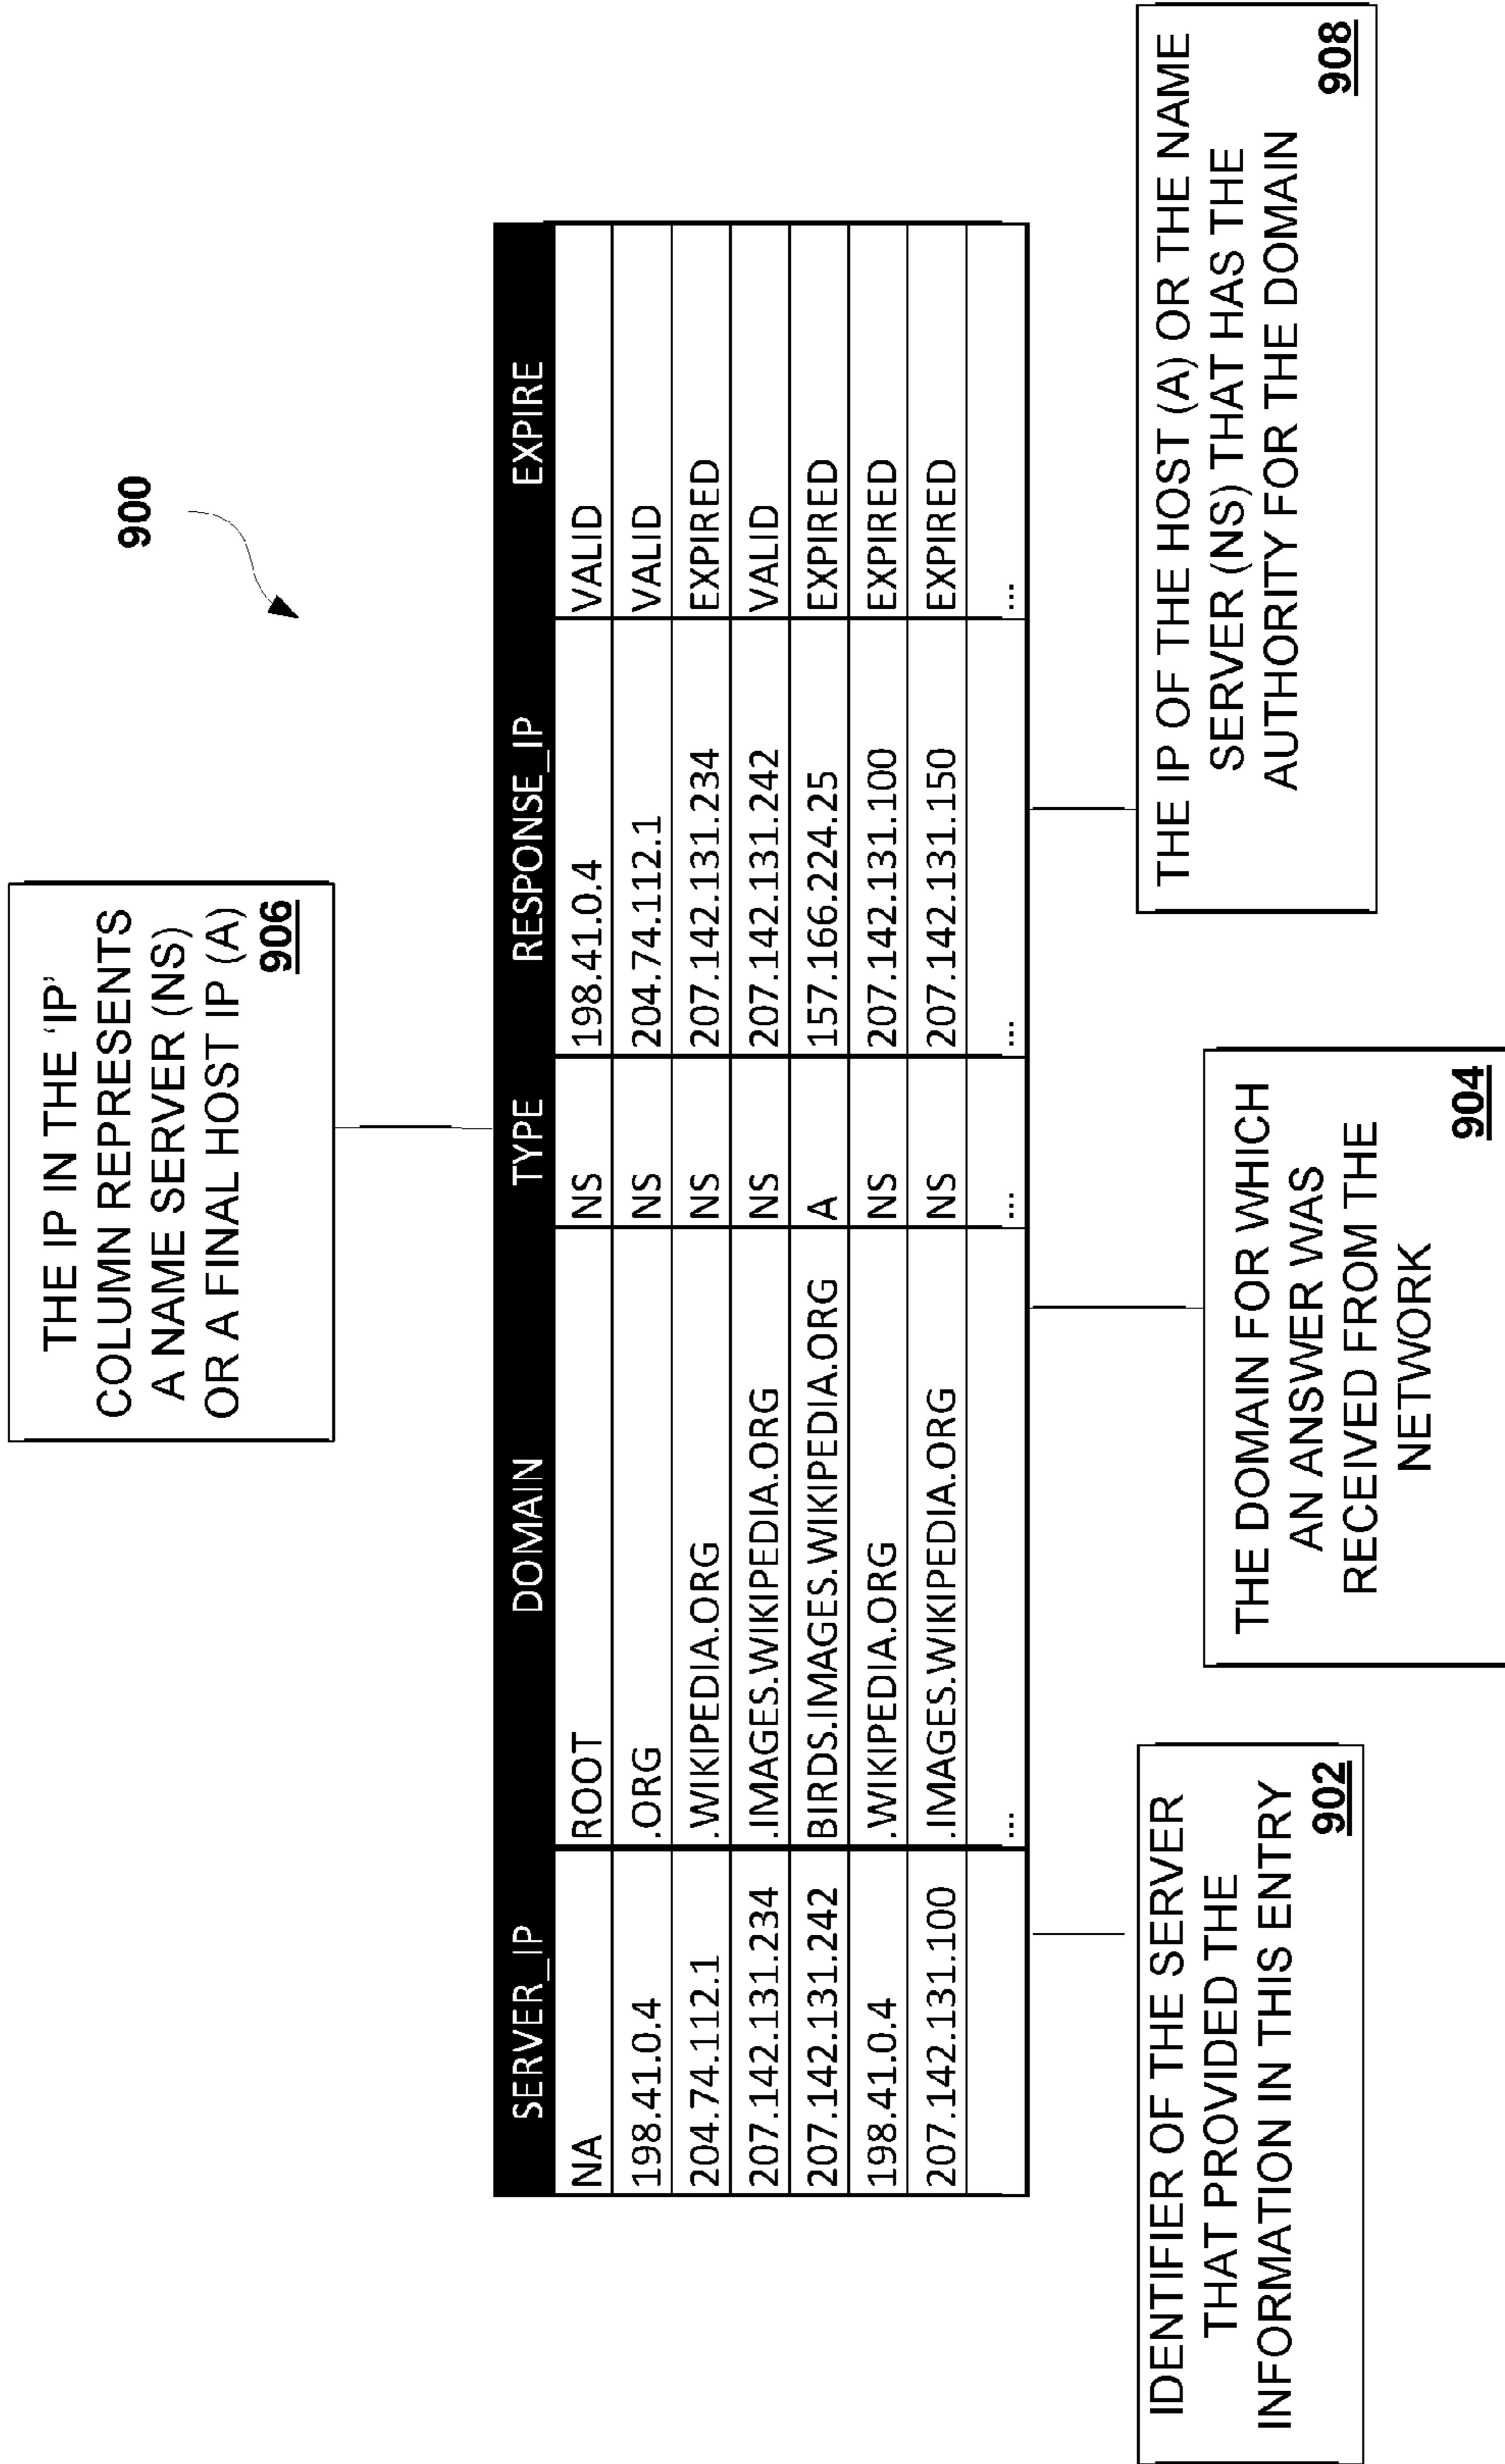 900
THE IP IN THE ‘IP’
COLUMN REPRESENTS
A NAME SERVER (NS)
OR A FINAL HOST IP (A)
906
SERVER_IP DOMAIN TYPE RESPONSE_IP EXPIRE
NA ROOT NS 198.41.0.4 VALID
198.41.0.4 .ORG NS 204.74.112.1 VALID
204.74.112.1 .WIKIPEDIA.ORG NS 207.142.131.234 EXPIRED
207.142.131.234 .IMAGES.WIKIPEDIA.ORG NS 207.142.131.242 VALID
207.142.131.242 BIRDS.IMAGES.WIKIPEDIA.ORG A 157.166.224.25 EXPIRED
198.41.0.4 .WIKIPEDIA.ORG NS 207.142.131.100 EXPIRED
207.142.131.100 .IMAGES.WIKIPEDIA.ORG NS 207.142.131.150 EXPIRED
... ... ... ...
IDENTIFIER OF THE SERVER
THAT PROVIDED THE
INFORMATION IN THIS ENTRY
902
THE DOMAIN FOR WHICH
AN ANSWER WAS
RECEIVED FROM THE
NETWORK
904
THE IP OF THE HOST (A) OR THE NAME
SERVER (NS) THAT HAS THE
AUTHORITY FOR THE DOMAIN
908